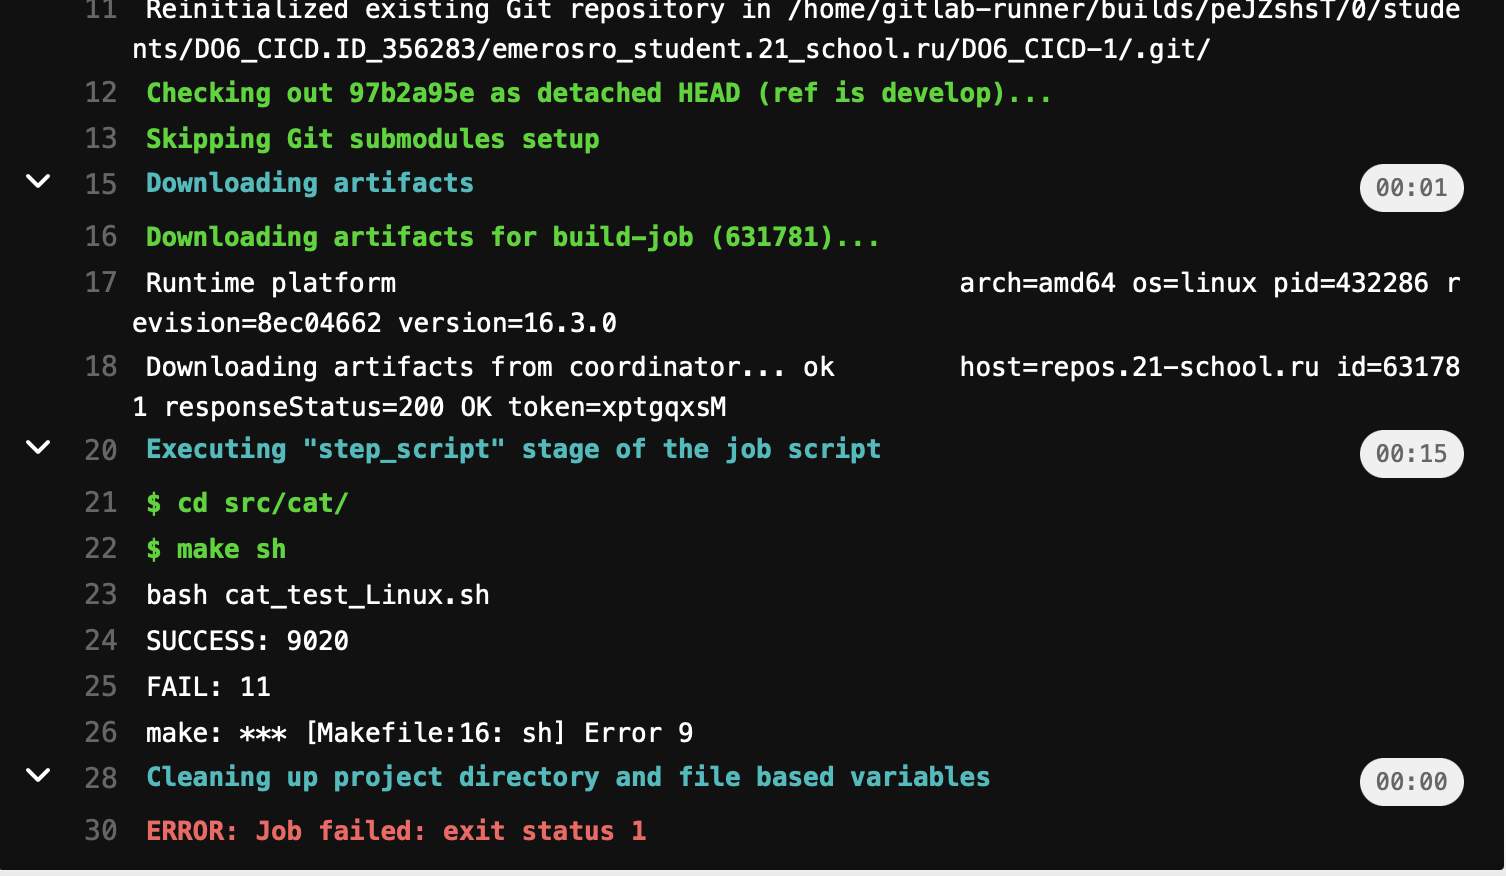 11 Reinitialized existing Git repository in /home/gitlab-runner/builds/peJZshsT/0/stude
nts/DO6_CICD.ID_356283/emerosro_student.21_school.ru/DO6_CICD-1/.git/
12 Checking out 97b2a95e as detached HEAD (ref is develop)...
13 Skipping Git submodules setup
15 Downloading artifacts 00:01
16 Downloading artifacts for build-job (631781)...
17 Runtime platform arch=amd64 os=linux pid=432286 r
evision=8ec04662 version=16.3.0
18 Downloading artifacts from coordinator... ok host=repos.21-school.ru id=63178
1 responseStatus=200 OK token=xptgqxsM
20 Executing "step_script" stage of the job script 00:15
21 $ cd src/cat/
22 $ make sh
23 bash cat_test_Linux.sh
24 SUCCESS: 9020
25 FAIL: 11
26 make: *** [Makefile:16: sh] Error 9
28 Cleaning up project directory and file based variables 00:00
30 ERROR: Job failed: exit status 1